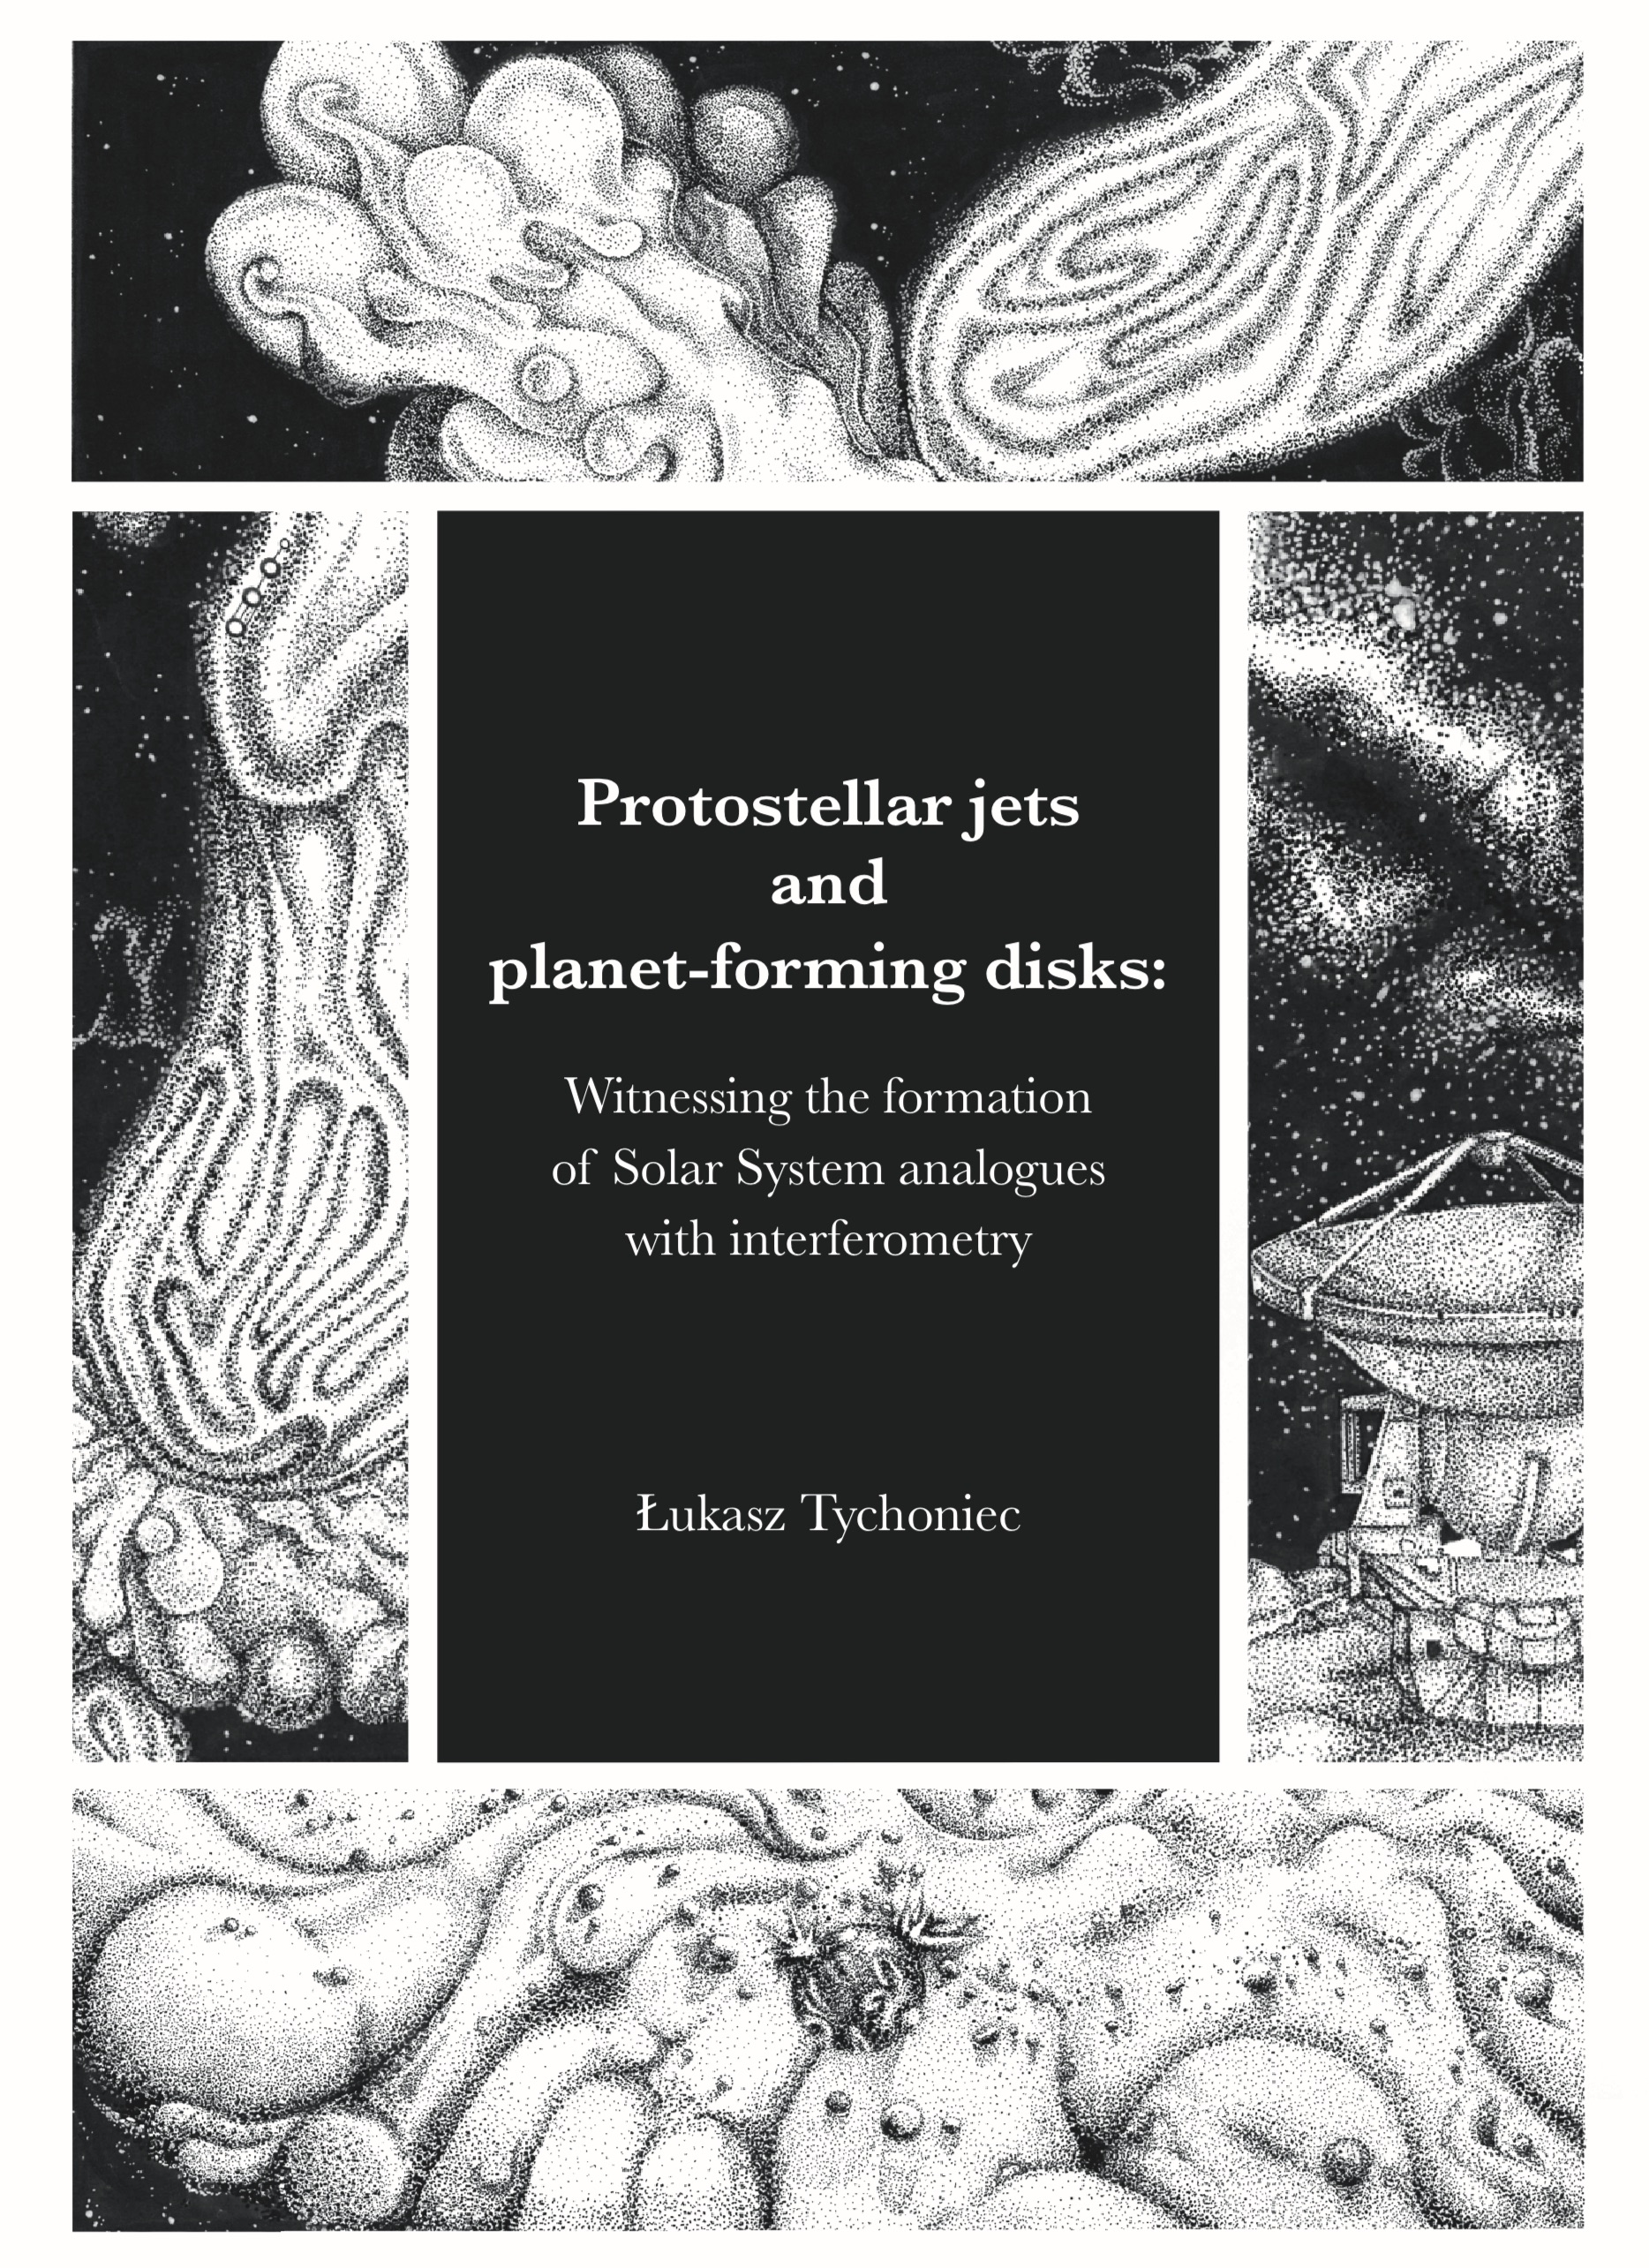 Protostellar jets
and
planet-forming disks:
Witnessing the formation
of Solar System analogues
with interferometry
Łukasz Tychoniec